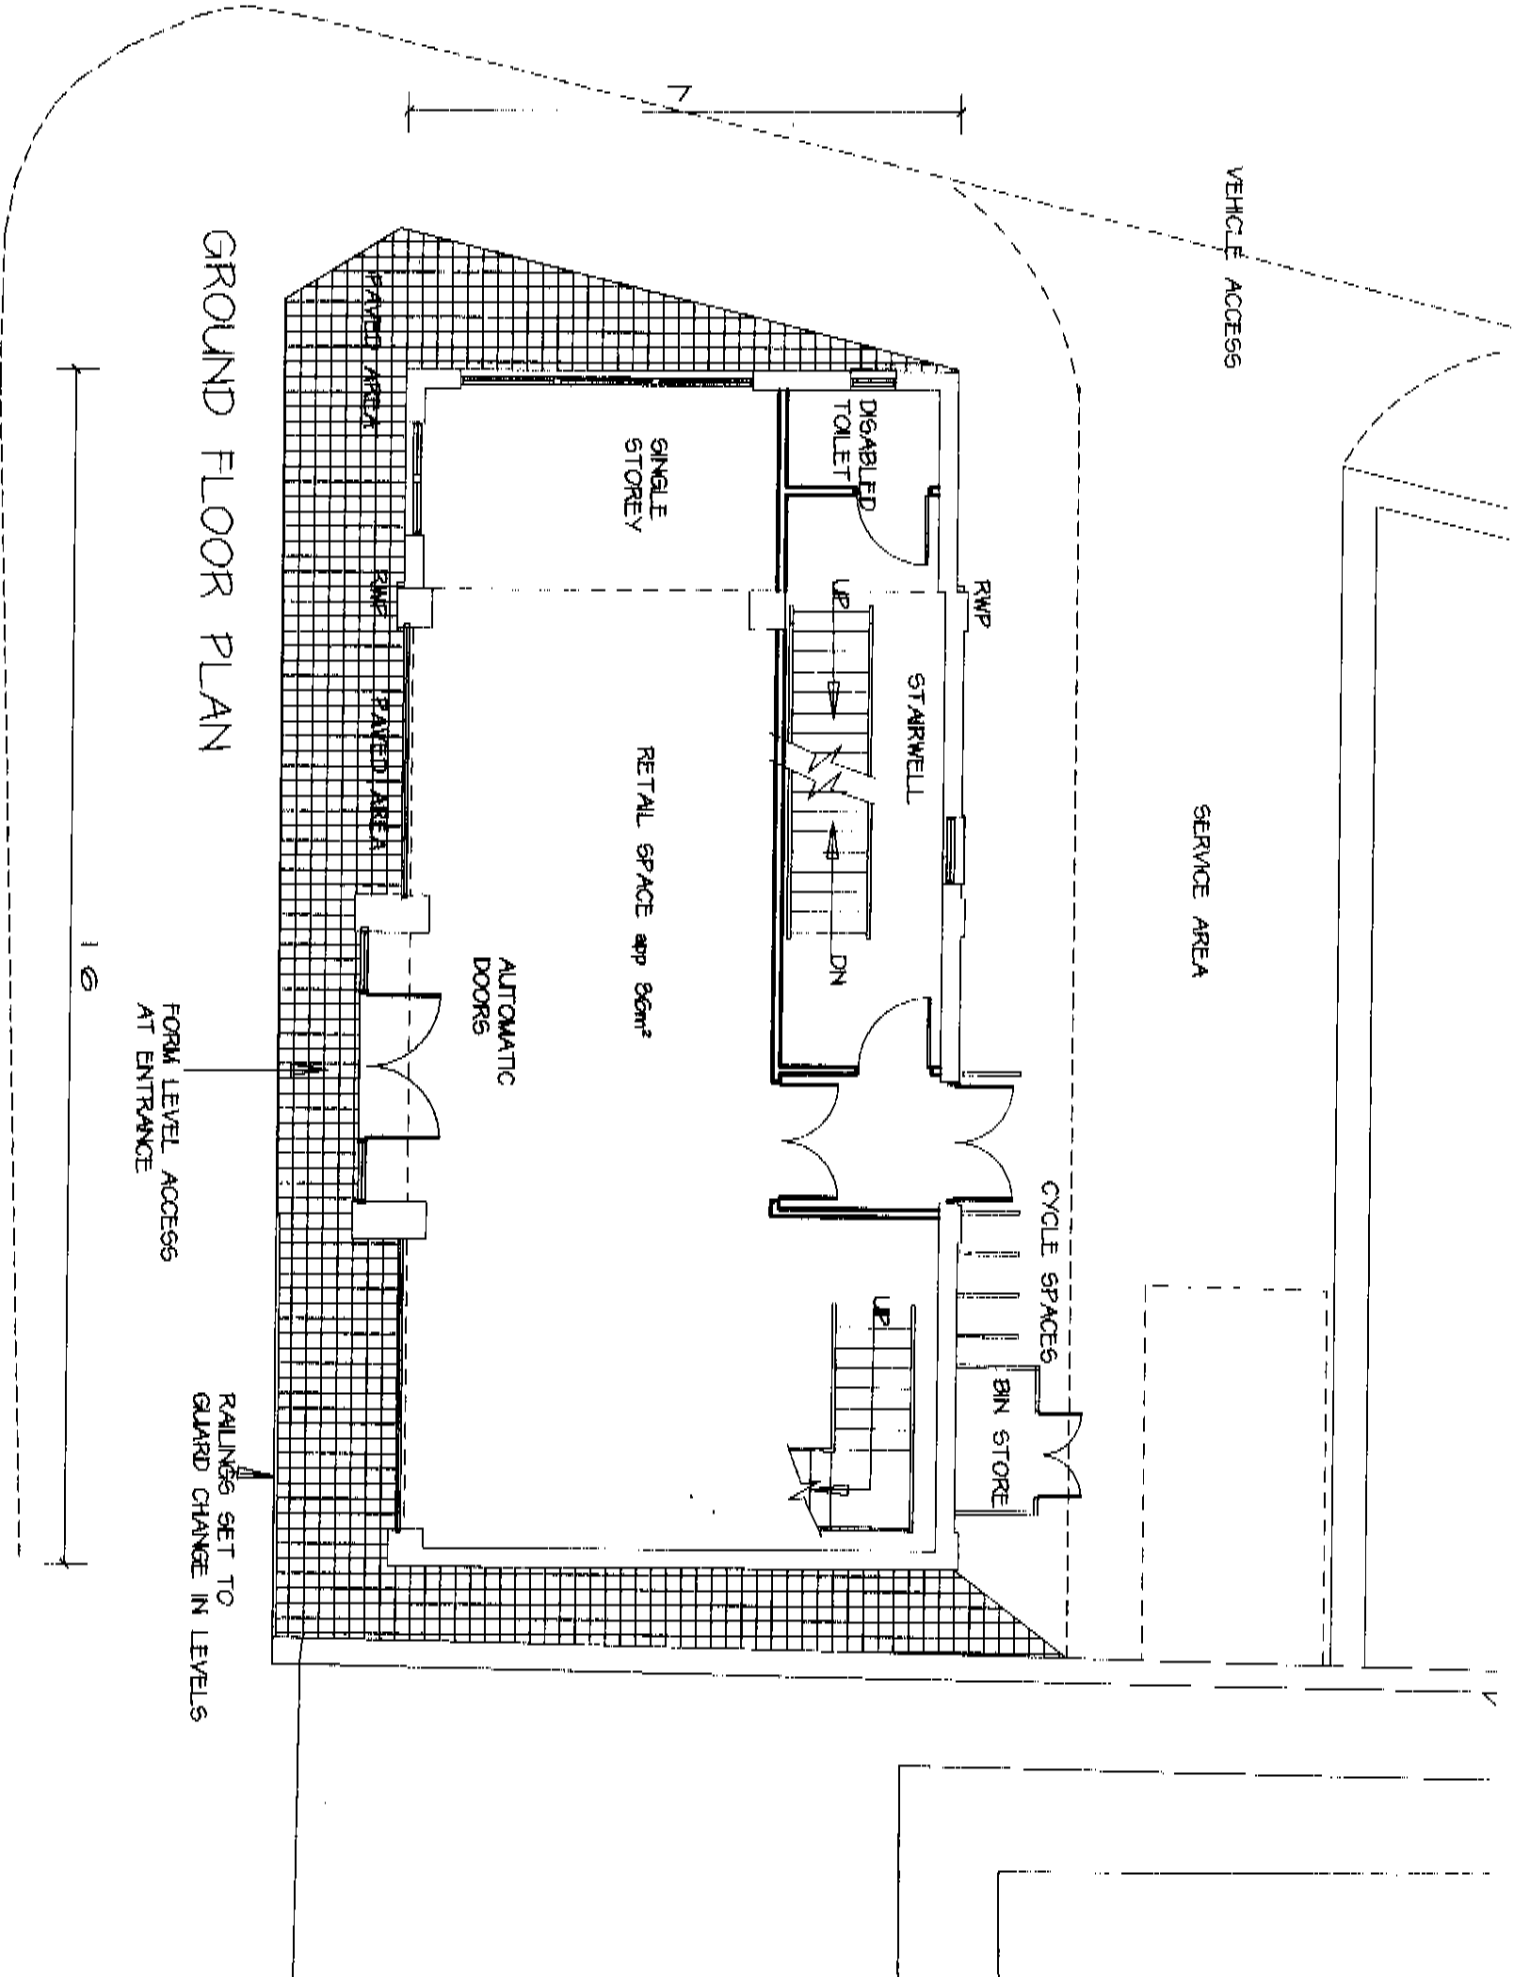 VEHICLE ACCESS
SERVICE AREA
7
RWP
CYCLE SPACES
DISABLED
TOILET
STAIRWELL
BIN STORE
UP
DN
UP
SINGLE
STOREY
RETAIL SPACE app 86m²
AUTOMATIC
DOORS
PAVED AREA
RWP
PAVED AREA
GROUND FLOOR PLAN
FORM LEVEL ACCESS
AT ENTRANCE
RAILINGS SET TO
GUARD CHANGE IN LEVELS
16